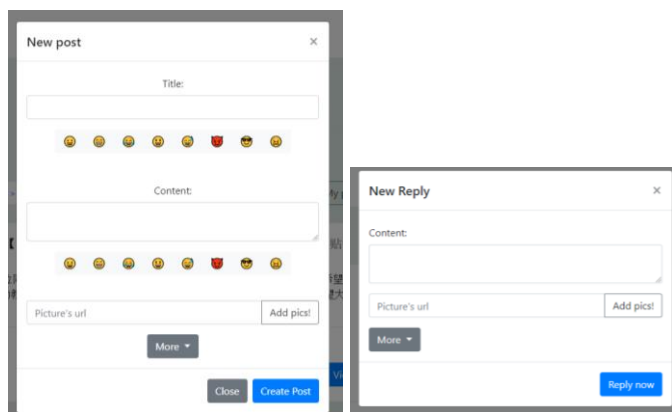 New post ×
Title:
Content:
Picture's url Add pics!
More
Close Create Post
New Reply ×
Content:
Picture's url Add pics!
More
Reply now